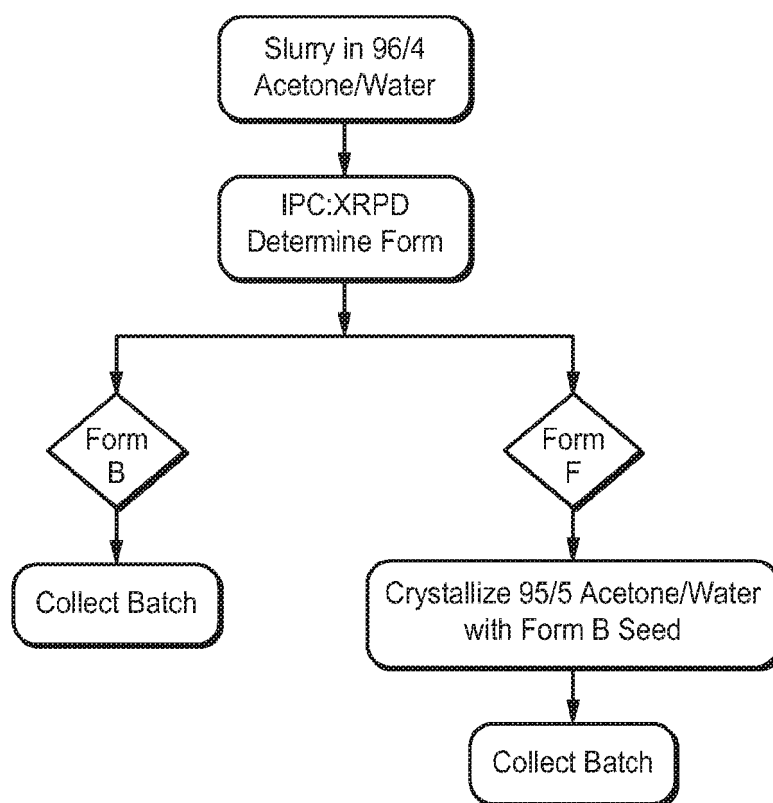 Slurry in 96/4
Acetone/Water
IPC:XRPD
Determine Form
Form
B
Form
F
Collect Batch
Crystallize 95/5 Acetone/Water
with Form B Seed
Collect Batch